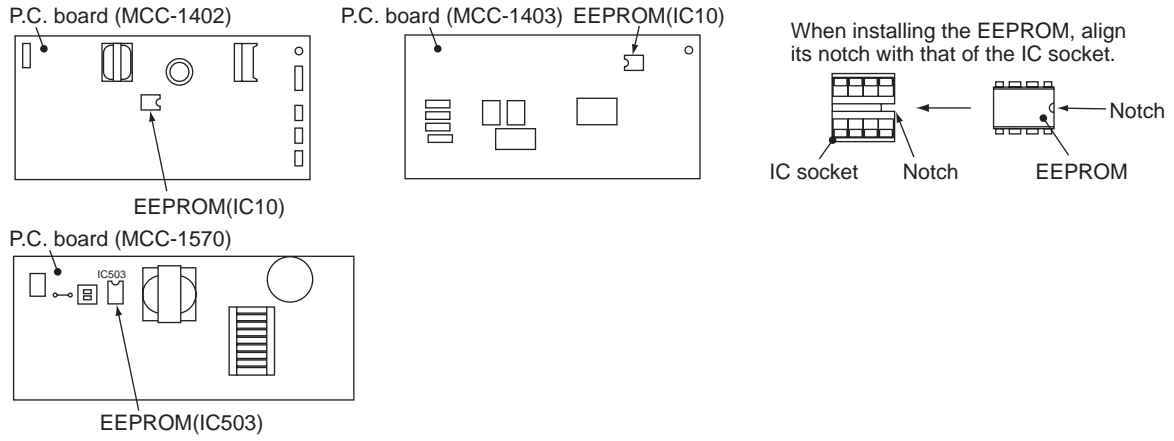 P.C. board (MCC-1402)
EEPROM(IC10)
P.C. board (MCC-1403)
EEPROM(IC10)
When installing the EEPROM, align
its notch with that of the IC socket.
Notch
IC socket
Notch
EEPROM
P.C. board (MCC-1570)
IC503
EEPROM(IC503)